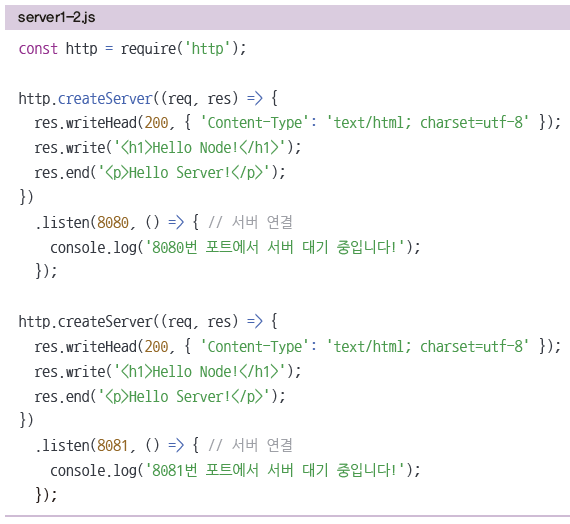 server1-2.js
const http = require('http');
http.createServer((req, res) => {
res.writeHead(200, { 'Content-Type': 'text/html; charset=utf-8' });
res.write('<h1>Hello Node!</h1>');
res.end('<p>Hello Server!</p>');
})
.listen(8080, () => { // 서버 연결
console.log('8080번 포트에서 서버 대기 중입니다!');
});
http.createServer((req, res) => {
res.writeHead(200, { 'Content-Type': 'text/html; charset=utf-8' });
res.write('<h1>Hello Node!</h1>');
res.end('<p>Hello Server!</p>');
})
.listen(8081, () => { // 서버 연결
console.log('8081번 포트에서 서버 대기 중입니다!');
});